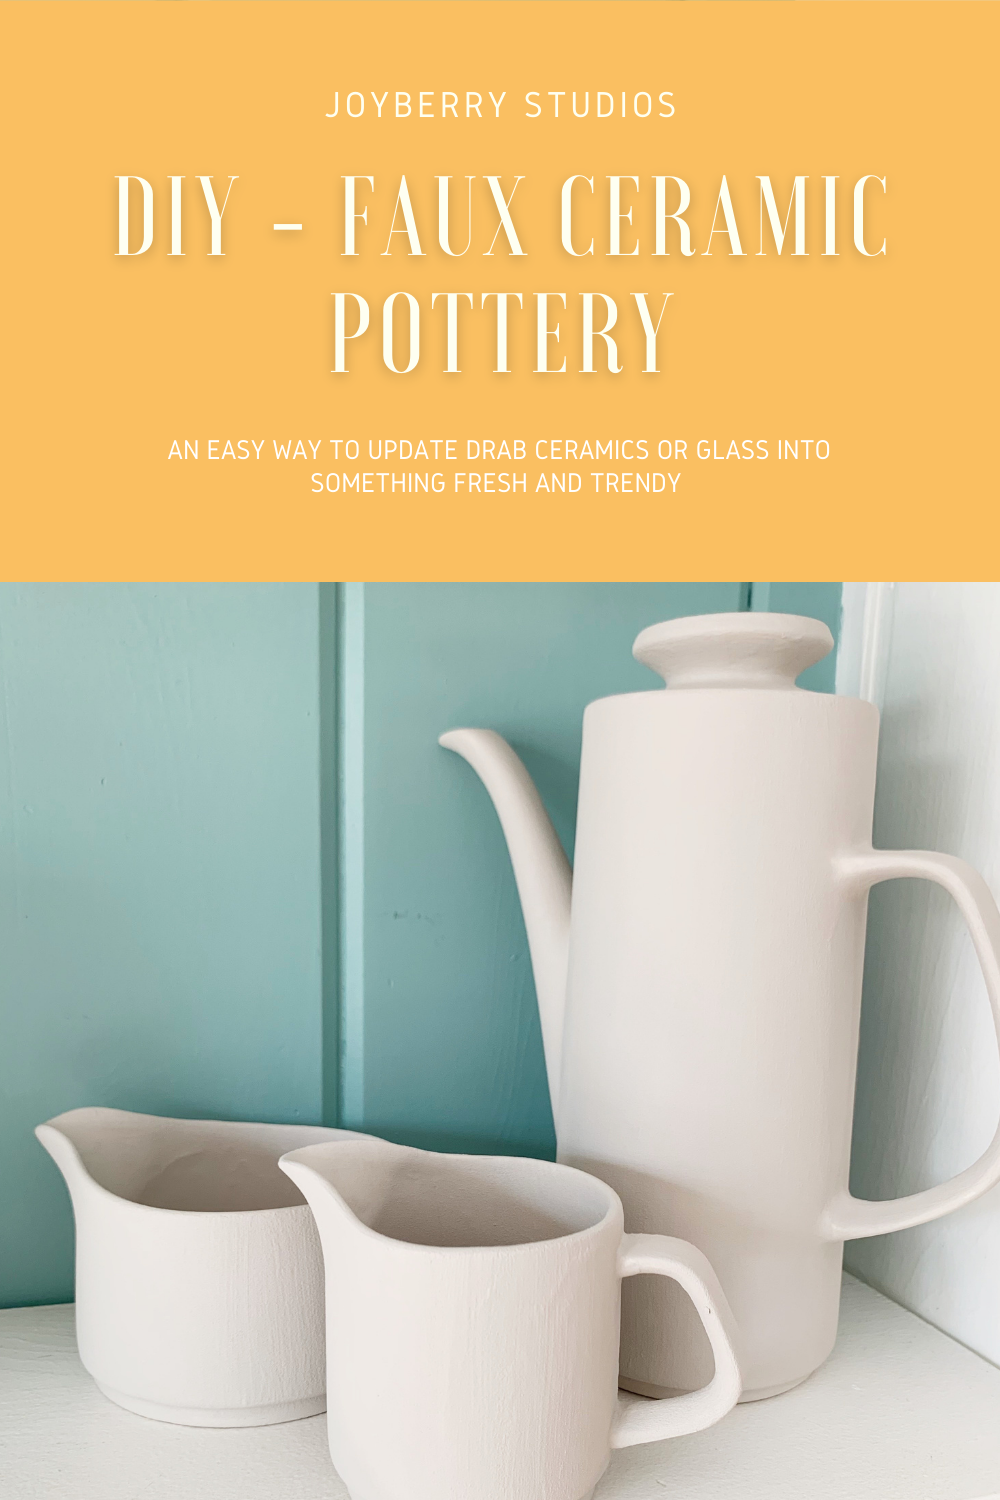 JOYBERRY STUDIOS
DIY - FAUX CERAMIC
POTTERY
AN EASY WAY TO UPDATE DRAB CERAMICS OR GLASS INTO
SOMETHING FRESH AND TRENDY